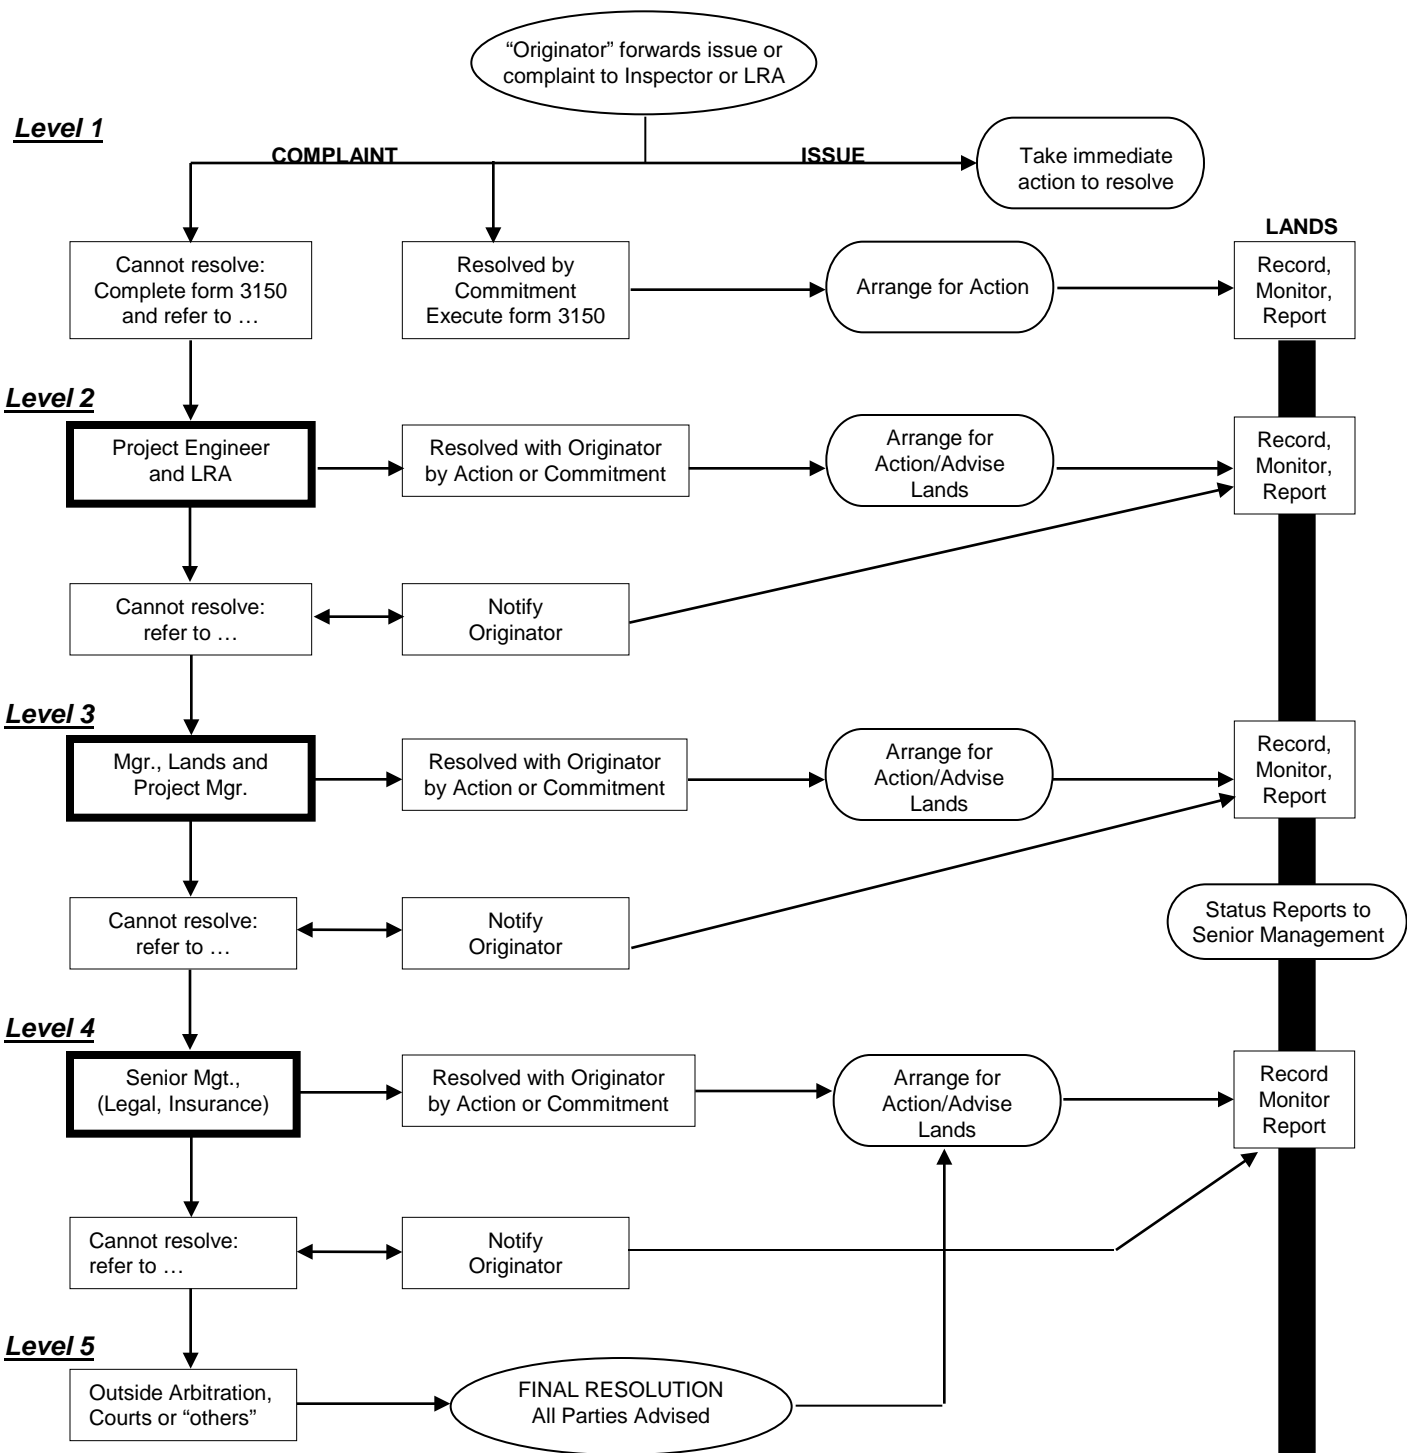 “Originator” forwards issue or
complaint to Inspector or LRA
Level 1
COMPLAINT
ISSUE
Take immediate
action to resolve
LANDS
Cannot resolve:
Complete form 3150
and refer to …
Resolved by
Commitment
Execute form 3150
Arrange for Action
Record,
Monitor,
Report
Level 2
Project Engineer
and LRA
Resolved with Originator
by Action or Commitment
Arrange for
Action/Advise
Lands
Record,
Monitor,
Report
Cannot resolve:
refer to …
Notify
Originator
Level 3
Mgr., Lands and
Project Mgr.
Resolved with Originator
by Action or Commitment
Arrange for
Action/Advise
Lands
Record,
Monitor,
Report
Cannot resolve:
refer to …
Notify
Originator
Status Reports to
Senior Management
Level 4
Senior Mgt.,
(Legal, Insurance)
Resolved with Originator
by Action or Commitment
Arrange for
Action/Advise
Lands
Record
Monitor
Report
Cannot resolve:
refer to …
Notify
Originator
Level 5
Outside Arbitration,
Courts or “others”
FINAL RESOLUTION
All Parties Advised